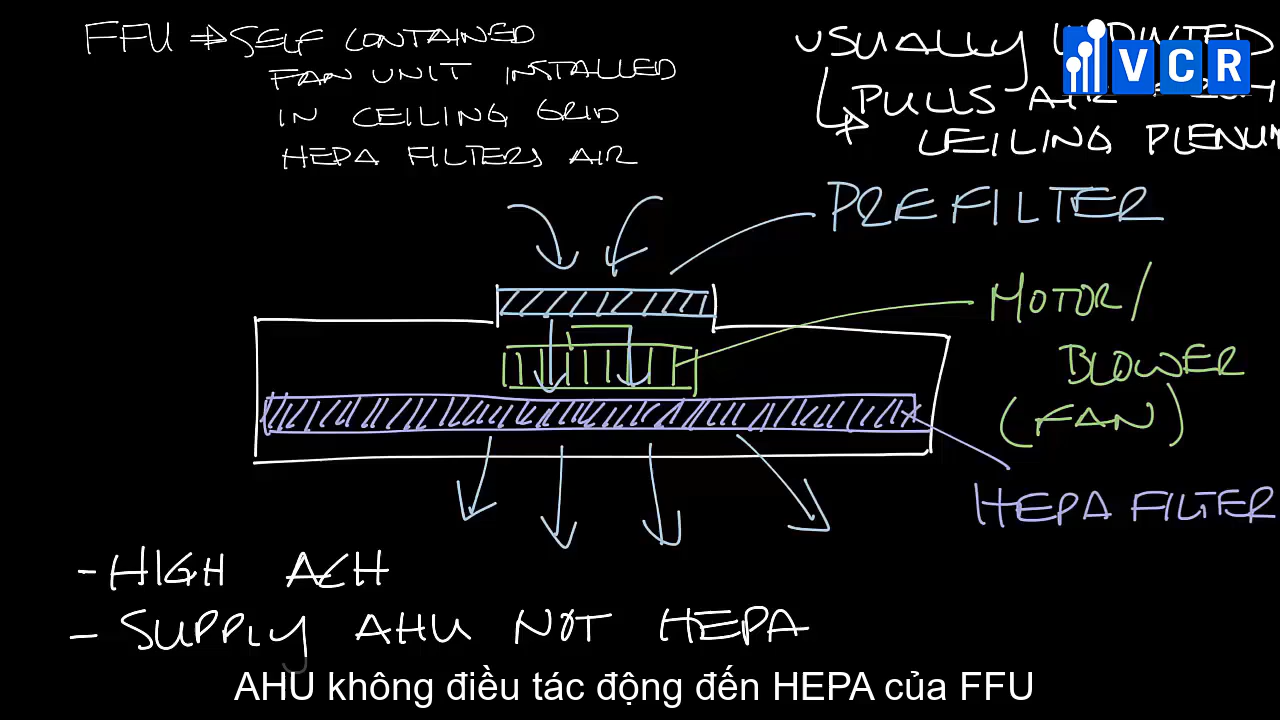 FFU ⇒ SELF CONTAINED
FAN UNIT INSTALLED
IN CEILING GRID
HEPA FILTERS AIR
USUALLY
VCR
PULLS AIR
CEILING PLENUM
PREFILTER
MOTOR/
BLOWER
(FAN)
HEPA FILTER
- HIGH ACH
- SUPPLY AHU NOT HEPA
AHU không điều tác động đến HEPA của FFU